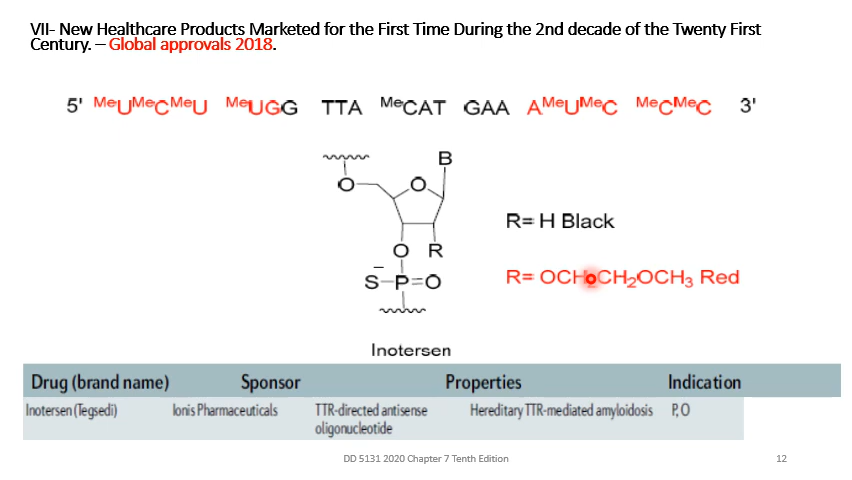 VII- New Healthcare Products Marketed for the First Time During the 2nd decade of the Twenty First
Century. – Global approvals 2018.
5' MeUMeCMeU MeUGG TTA MeCAT GAA AMeUMeC MeCMeC 3'
B
O O
R= H Black
O R
S-P=O R= OCH2CH2OCH3 Red
Inotersen
Drug (brand name) Sponsor Properties Indication
Inotersen (Tegsedi) Ionis Pharmaceuticals TTR-directed antisense Hereditary TTR-mediated amyloidosis P, O
oligonucleotide
DD 5131 2020 Chapter 7 Tenth Edition 12